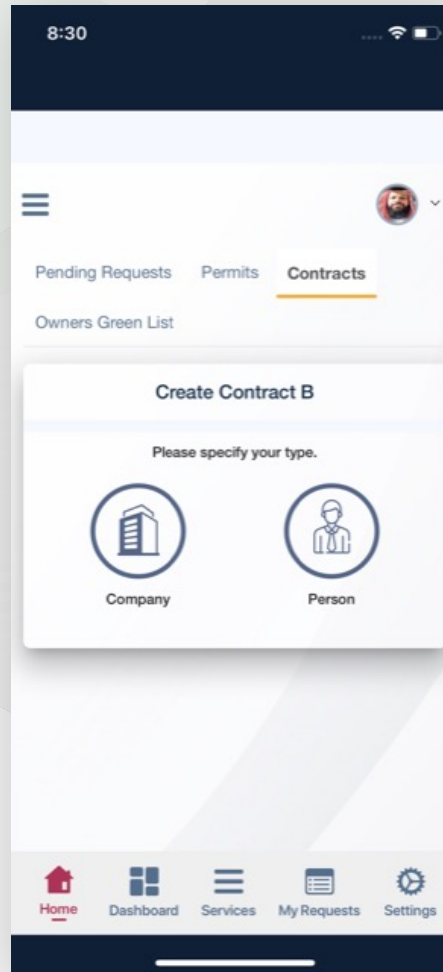 8:30
Pending Requests Permits Contracts
Owners Green List
Create Contract B
Please specify your type.
Company Person
Home Dashboard Services My Requests Settings